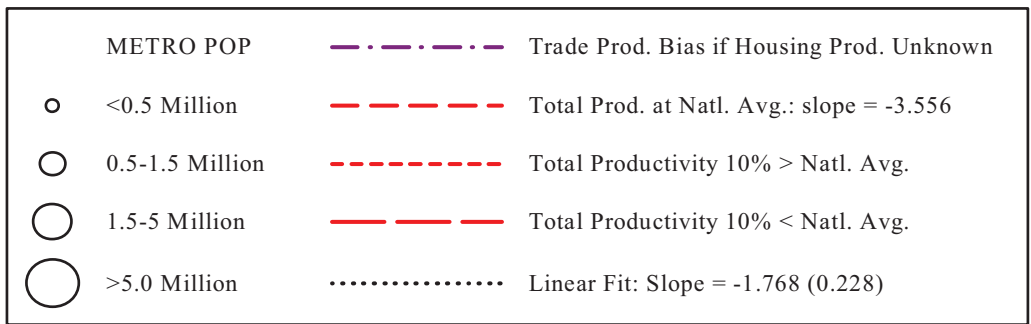 METRO POP Trade Prod. Bias if Housing Prod. Unknown
<0.5 Million Total Prod. at Natl. Avg.: slope = -3.556
0.5-1.5 Million Total Productivity 10% > Natl. Avg.
1.5-5 Million Total Productivity 10% < Natl. Avg.
>5.0 Million Linear Fit: Slope = -1.768 (0.228)